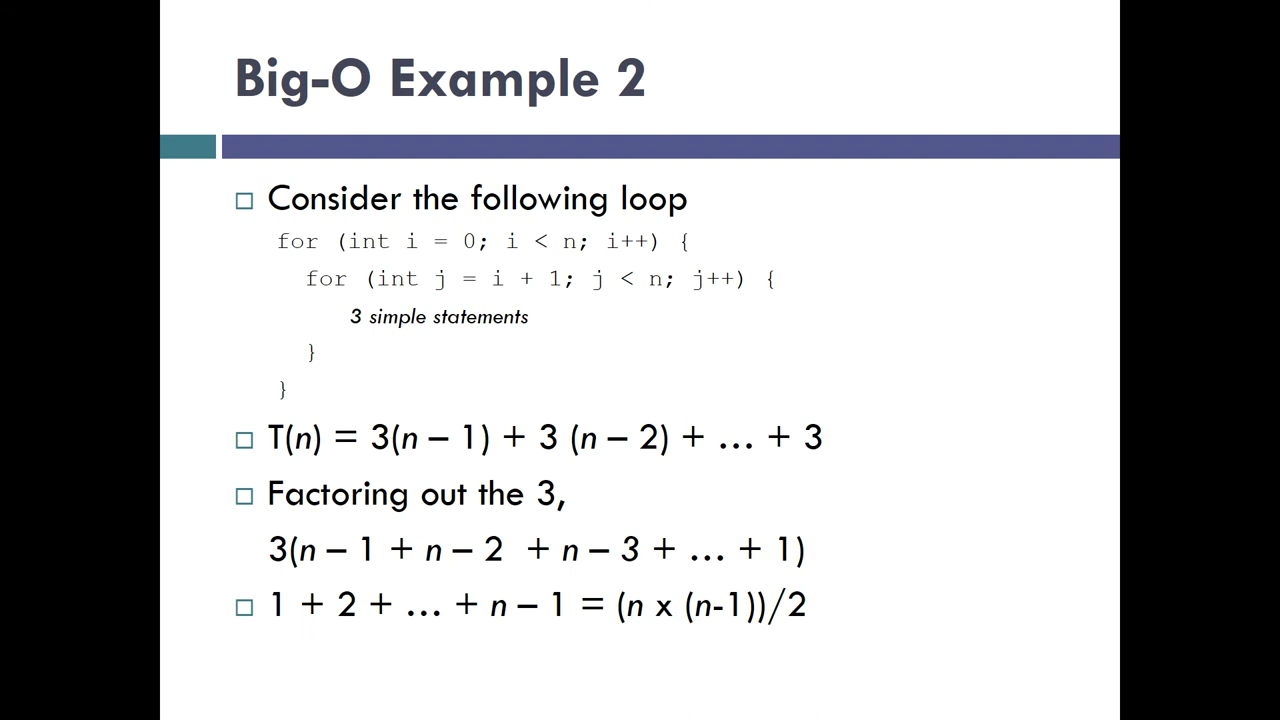 Big-O Example 2
Consider the following loop
for (int i = 0; i < n; i++) {
for (int j = i + 1; j < n; j++) {
3 simple statements
}
}
T(n) = 3(n – 1) + 3 (n – 2) + … + 3
Factoring out the 3,
3(n – 1 + n – 2 + n – 3 + … + 1)
1 + 2 + … + n – 1 = (n x (n-1))/2